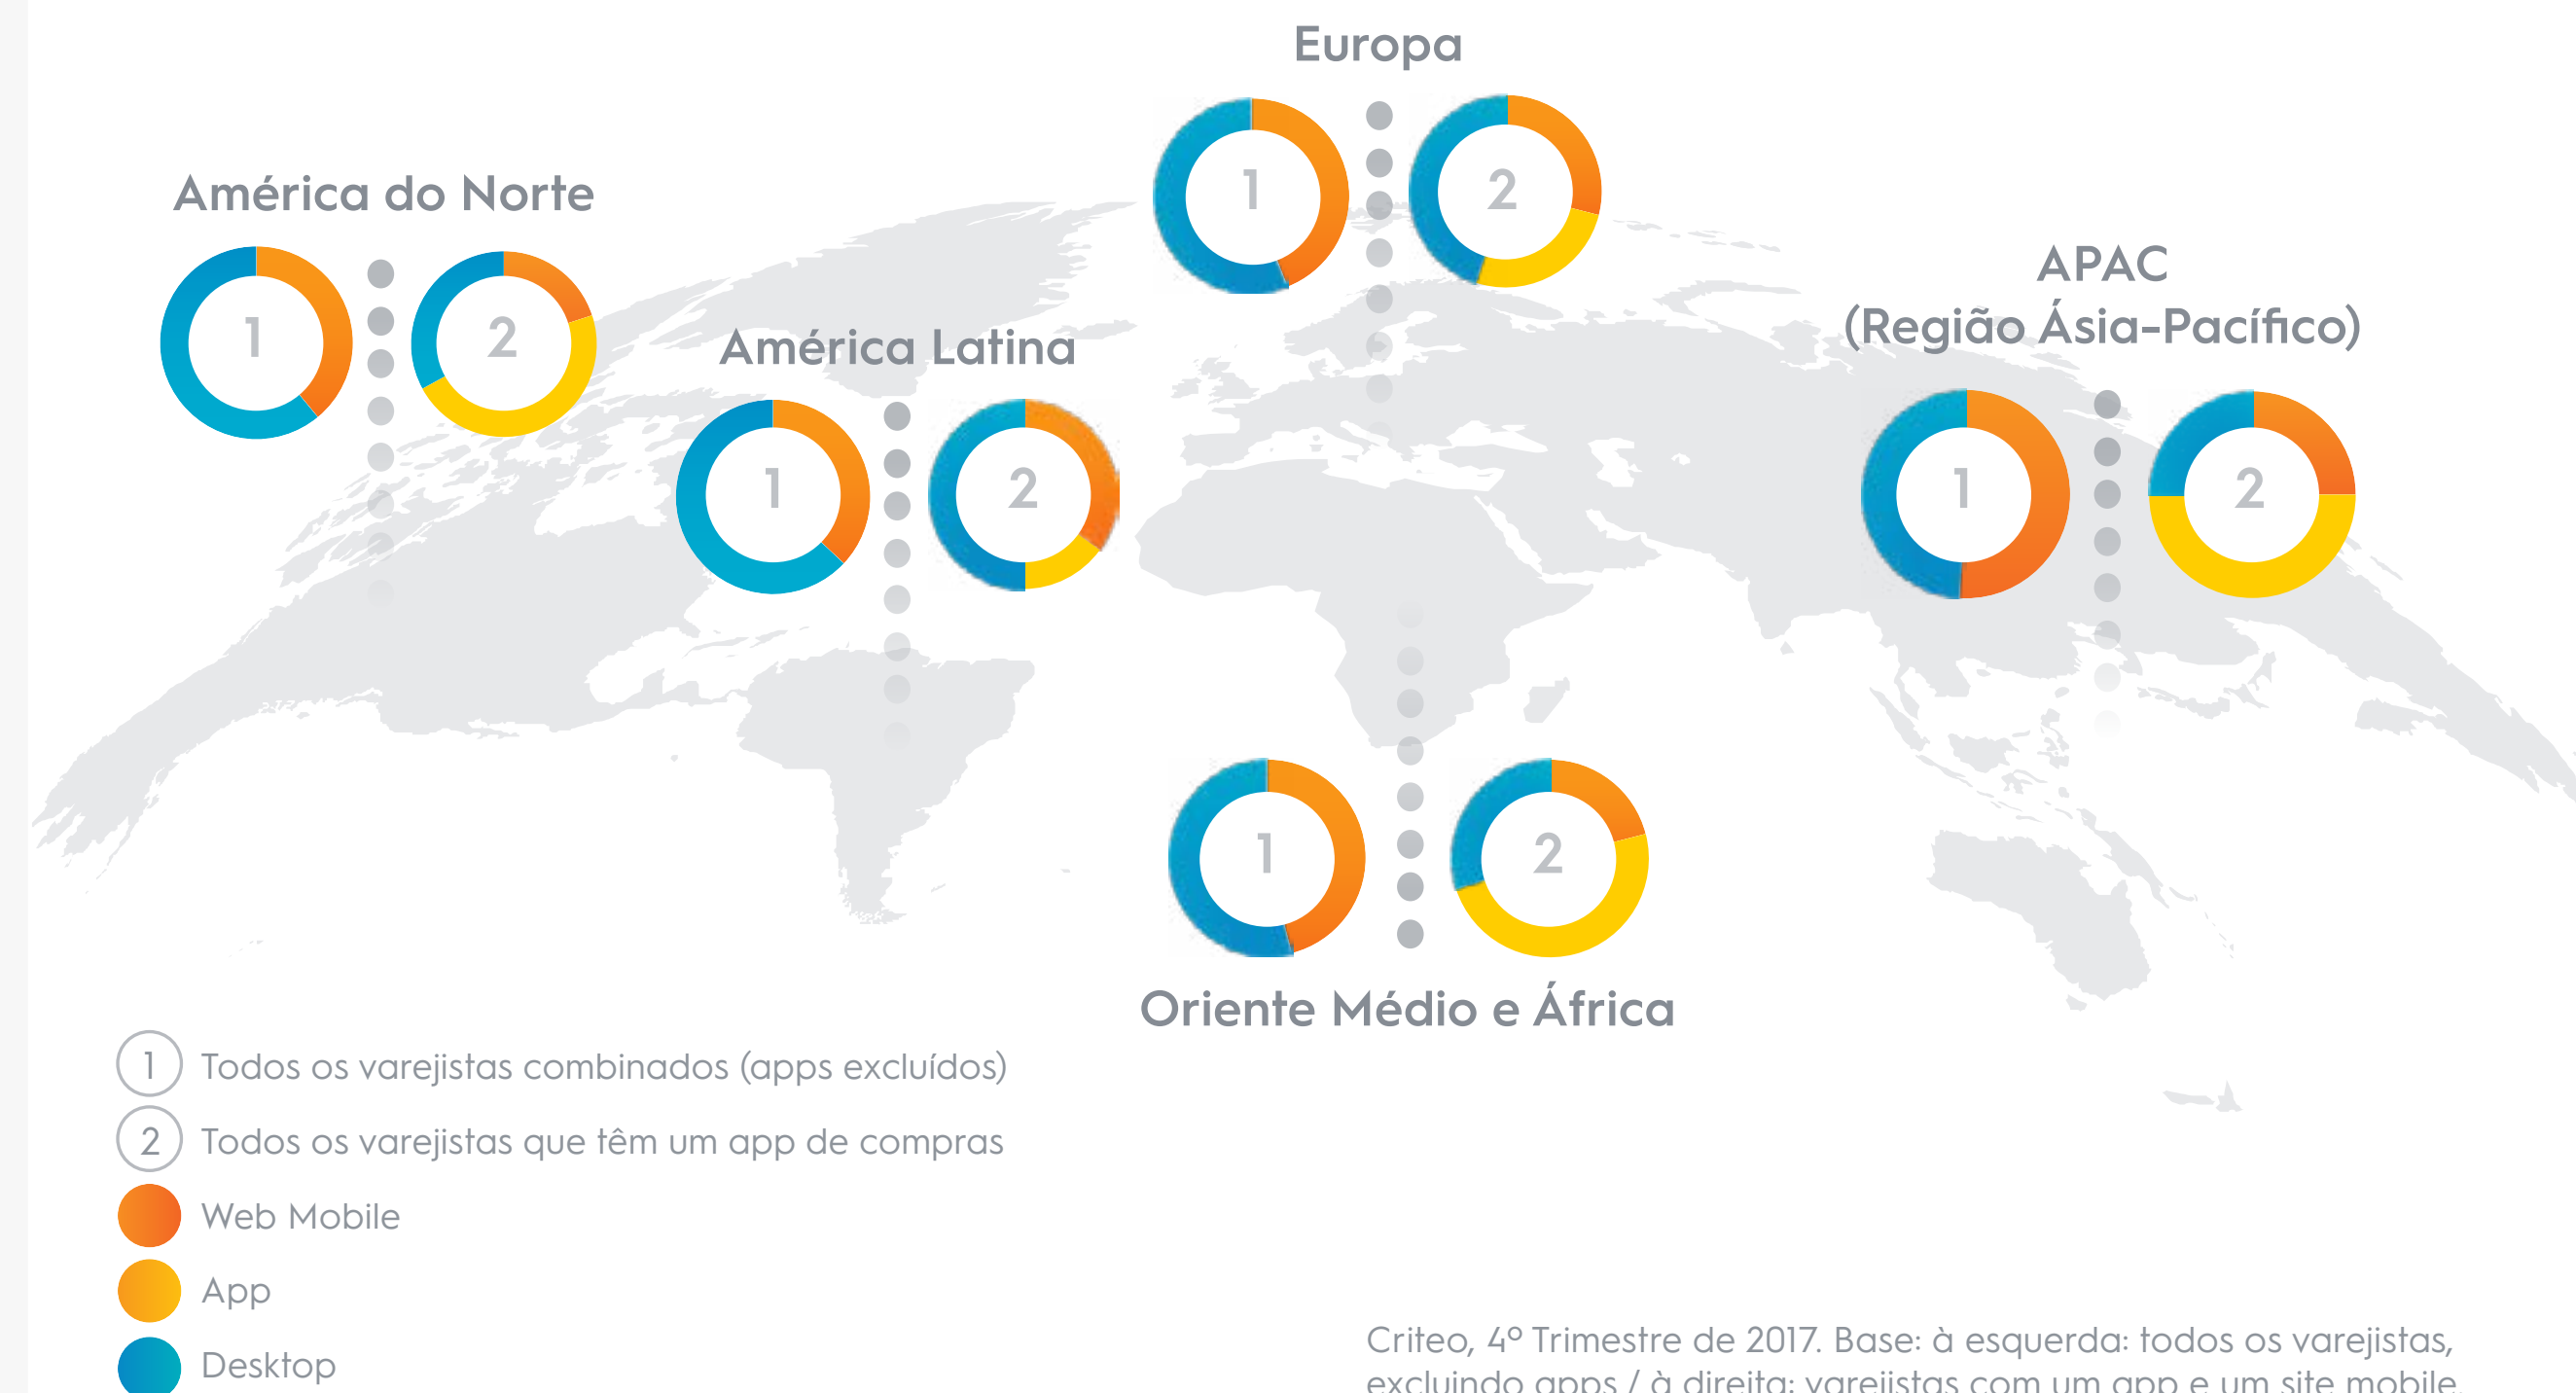 Europa
1
2
América do Norte
1
2
América Latina
1
2
APAC
(Região Ásia-Pacífico)
1
2
1
2
Oriente Médio e África
1 Todos os varejistas combinados (apps excluídos)
2 Todos os varejistas que têm um app de compras
Web Mobile
App
Desktop
Criteo, 4º Trimestre de 2017. Base: à esquerda: todos os varejistas,
excluindo apps / à direita: varejistas com um app e um site mobile.